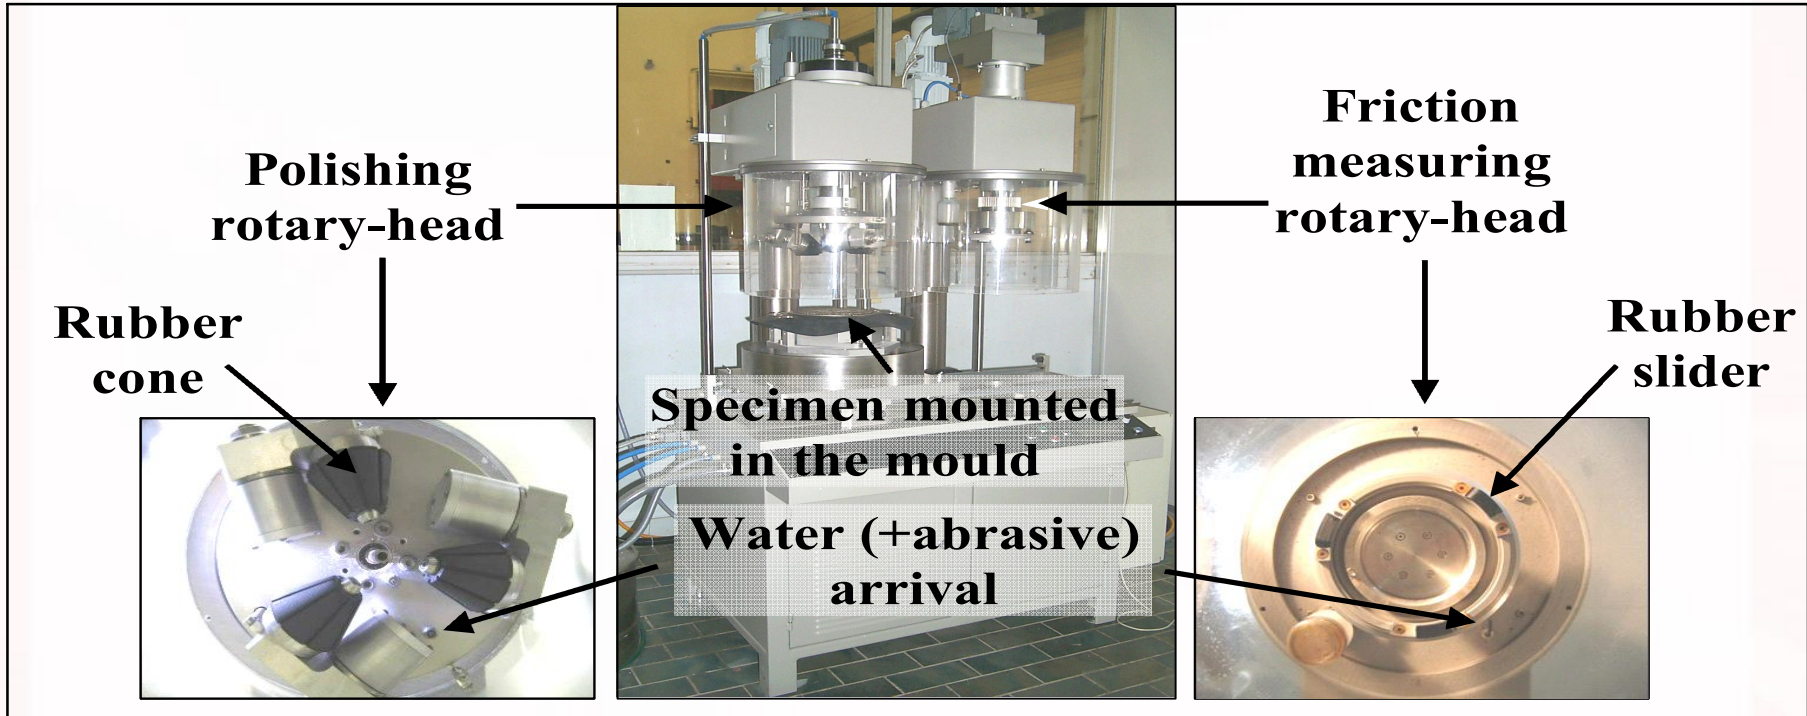 Polishing
rotary-head
Friction
measuring
rotary-head
Rubber
cone
Rubber
slider
Specimen mounted
in the mould
Water (+abrasive)
arrival